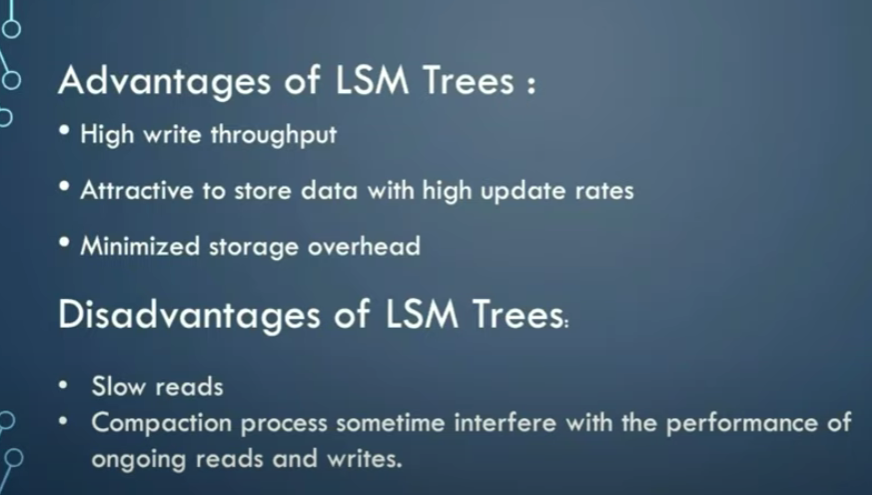 Advantages of LSM Trees :
• High write throughput
• Attractive to store data with high update rates
• Minimized storage overhead
Disadvantages of LSM Trees:
• Slow reads
• Compaction process sometime interfere with the performance of
ongoing reads and writes.